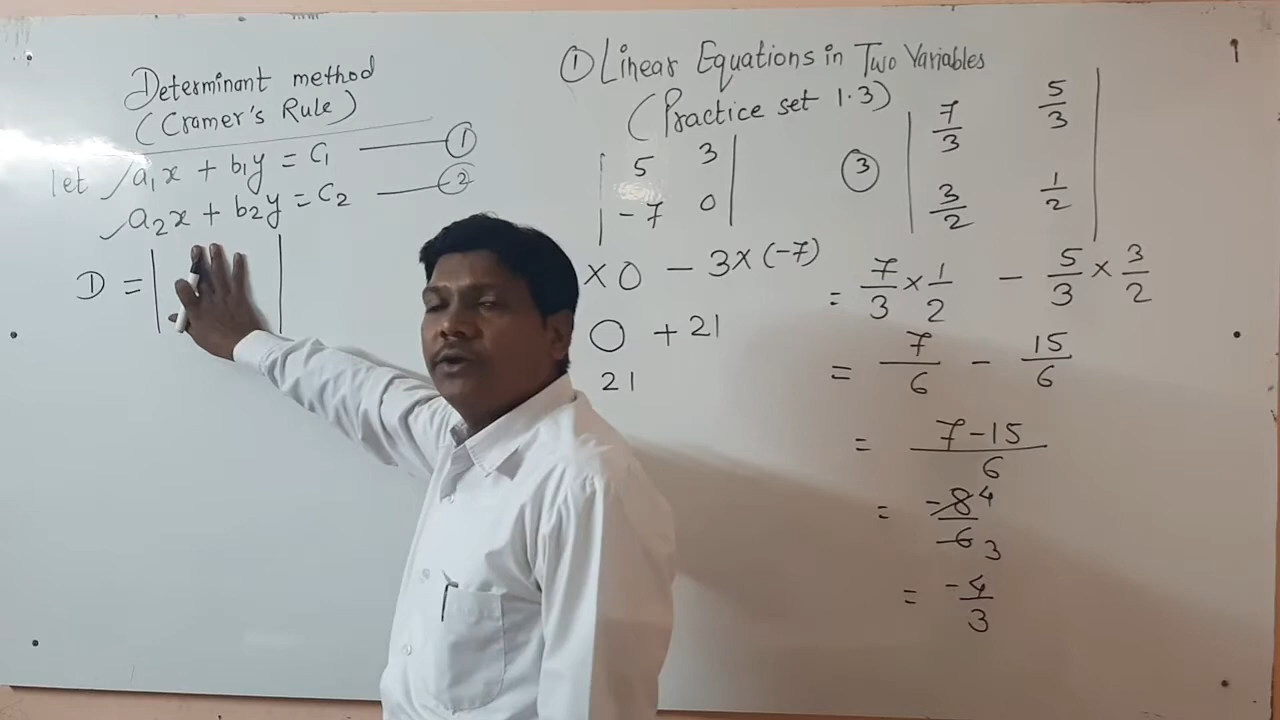 Determinant method
(Cramer's Rule)
let a₁x + b₁y = c₁ ① 
a₂x + b₂y = c₂ ②
D = | |
① Linear Equations in Two Variables
(Practice set 1.3)
| 5 3 |
| -7 0 |
× 0 - 3 × (-7)
0 + 21
21
③ | 7/3 5/3 |
| 3/2 1/2 |
= 7/3 × 1/2 - 5/3 × 3/2
= 7/6 - 15/6
= 7-15/6
= -8/6 4 3
= -4/3
1